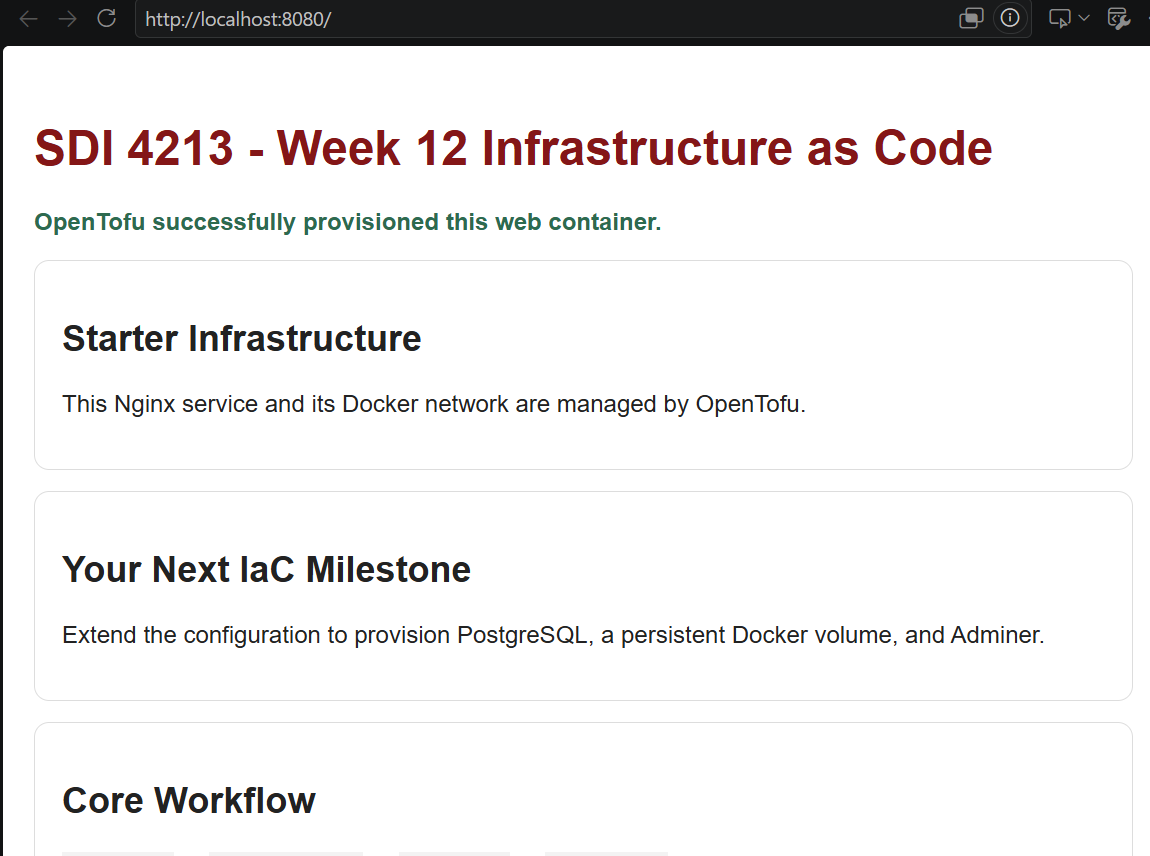 http://localhost:8080/
SDI 4213 - Week 12 Infrastructure as Code
OpenTofu successfully provisioned this web container.
Starter Infrastructure
This Nginx service and its Docker network are managed by OpenTofu.
Your Next IaC Milestone
Extend the configuration to provision PostgreSQL, a persistent Docker volume, and Adminer.
Core Workflow